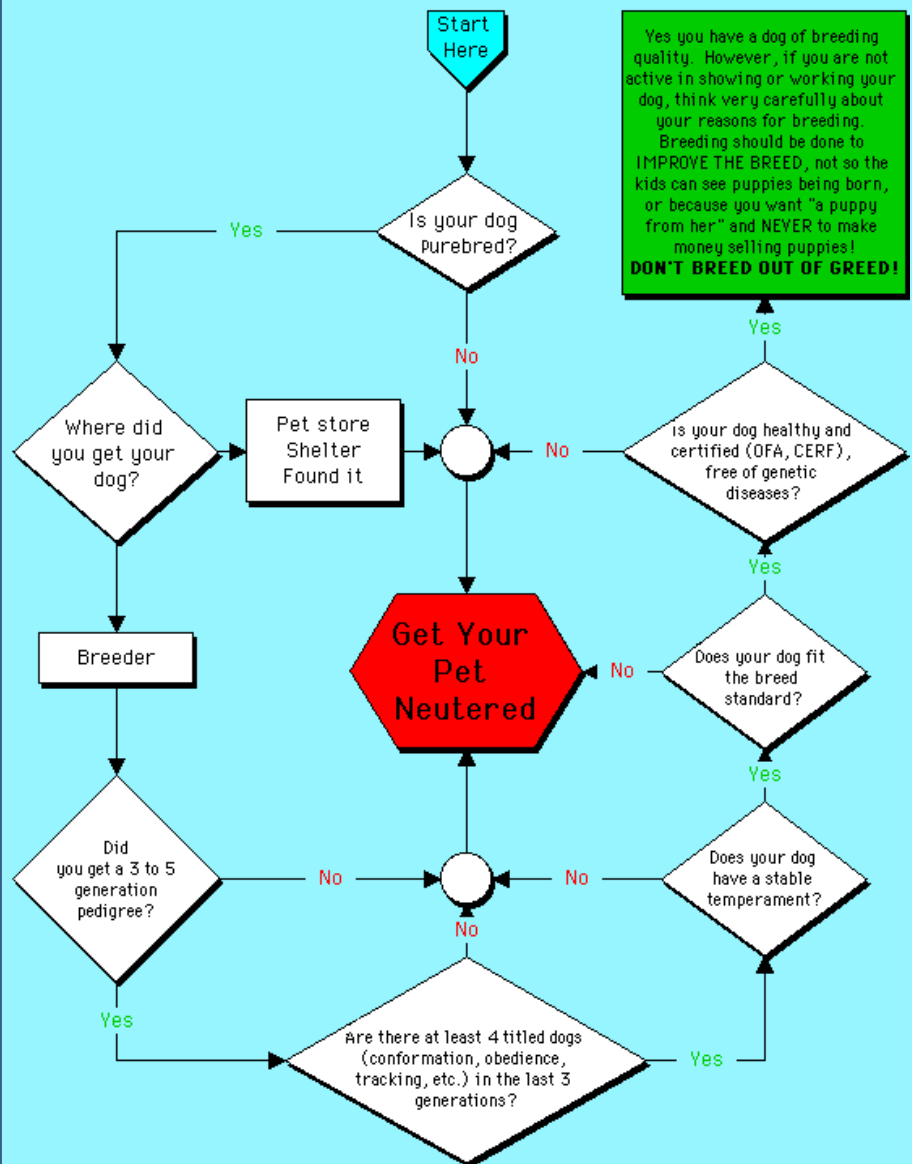 Start
Here
Is your dog
purebred?
Yes
No
Where did
you get your
dog?
Pet store
Shelter
Found it
Breeder
Did
you get a 3 to 5
generation
pedigree?
No
Yes
Are there at least 4 titled dogs
(conformation, obedience,
tracking, etc.) in the last 3
generations?
No
Yes
Does your dog
have a stable
temperament?
No
Yes
Does your dog fit
the breed
standard?
No
Yes
Is your dog healthy and
certified (OFA, CERF),
free of genetic
diseases?
No
Yes
Yes you have a dog of breeding
quality. However, if you are not
active in showing or working your
dog, think very carefully about
your reasons for breeding.
Breeding should be done to
IMPROVE THE BREED, not so the
kids can see puppies being born,
or because you want "a puppy
from her" and NEVER to make
money selling puppies!
DON'T BREED OUT OF GREED!
Get Your
Pet
Neutered